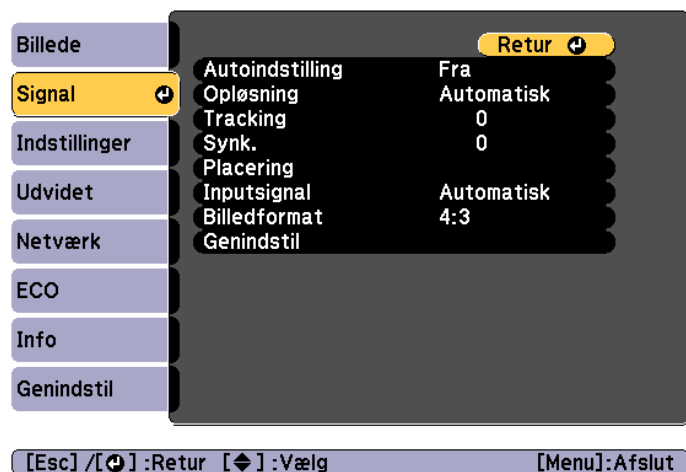 Billede
Signal
Indstillinger
Udvidet
Netværk
ECO
Info
Genindstil
Retur
Autoindstilling Fra
Opløsning Automatisk
Tracking 0
Synk. 0
Placering
Inputsignal Automatisk
Billedformat 4:3
Genindstil
[Esc] /[ ] :Retur [ ] :Vælg [Menu]:Afslut